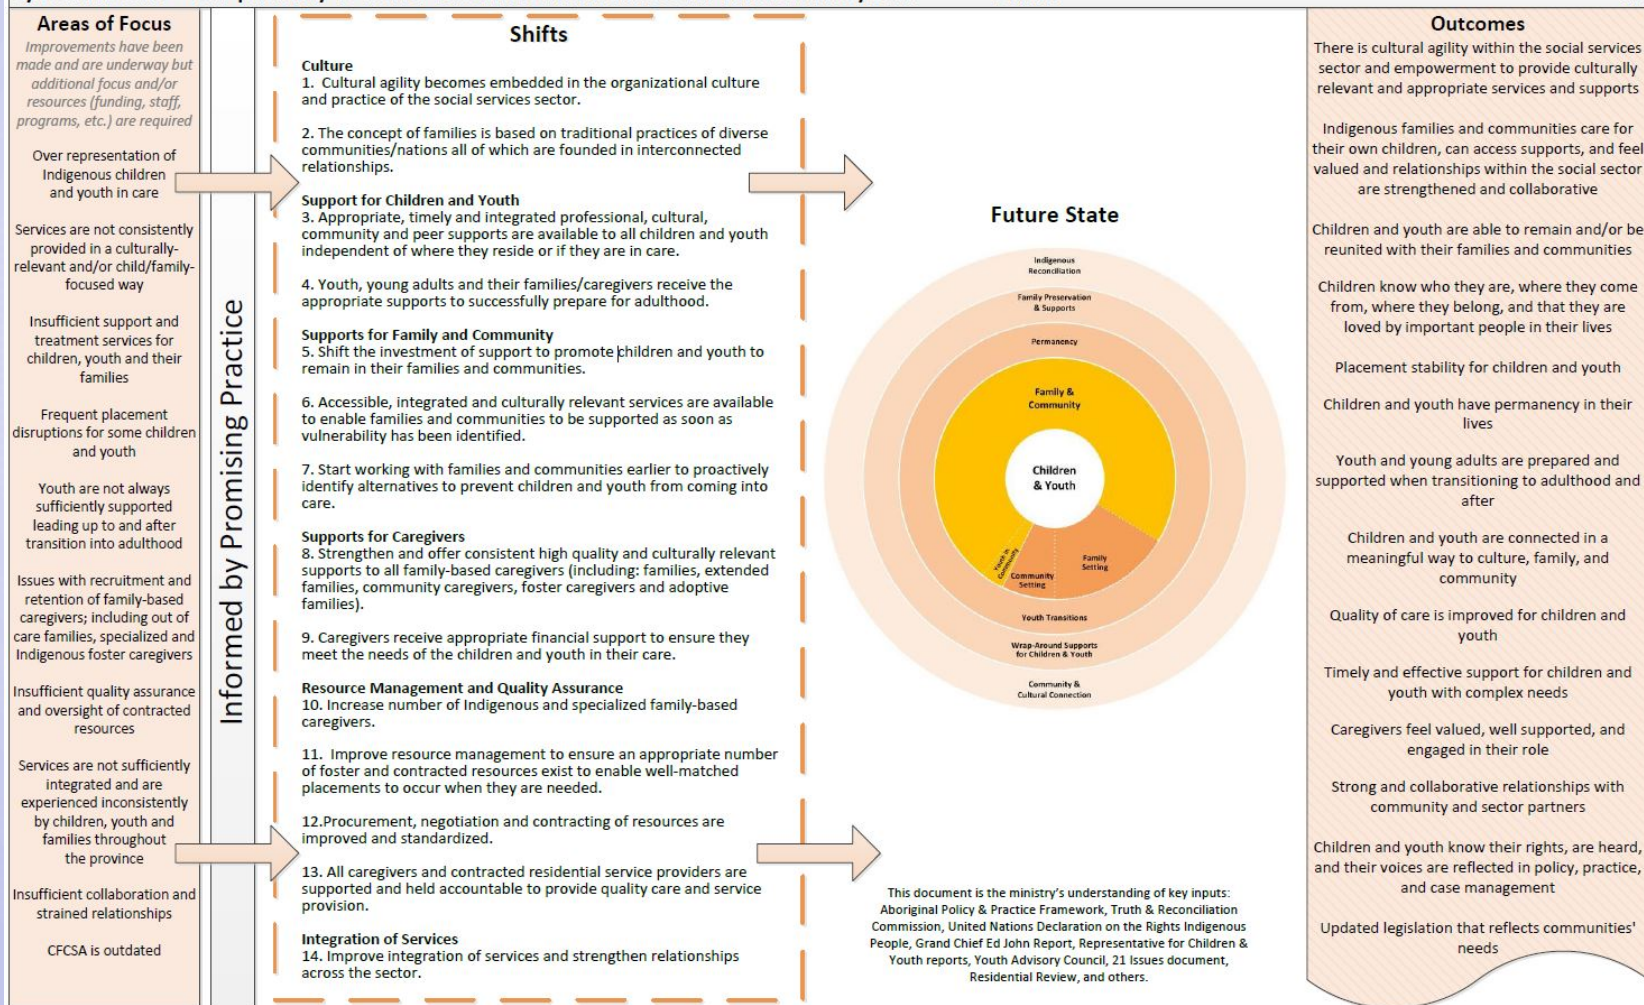 Areas of Focus
Improvements have been
made and are underway but
additional focus and/or
resources (funding, staff,
programs, etc.) are required
Over representation of
Indigenous children
and youth in care
Services are not consistently
provided in a culturally-
relevant and/or child/family-
focused way
Insufficient support and
treatment services for
children, youth and their
families
Frequent placement
disruptions for some children
and youth
Youth are not always
sufficiently supported
leading up to and after
transition into adulthood
Issues with recruitment and
retention of family-based
caregivers; including out of
care families, specialized and
Indigenous foster caregivers
Insufficient quality assurance
and oversight of contracted
resources
Services are not sufficiently
integrated and are
experienced inconsistently
by children, youth and
families throughout
the province
Insufficient collaboration and
strained relationships
CFCSA is outdated
Informed by Promising Practice
Shifts
Culture
1. Cultural agility becomes embedded in the organizational culture
and practice of the social services sector.
2. The concept of families is based on traditional practices of diverse
communities/nations all of which are founded in interconnected
relationships.
Support for Children and Youth
3. Appropriate, timely and integrated professional, cultural,
community and peer supports are available to all children and youth
independent of where they reside or if they are in care.
4. Youth, young adults and their families/caregivers receive the
appropriate supports to successfully prepare for adulthood.
Supports for Family and Community
5. Shift the investment of support to promote children and youth to
remain in their families and communities.
6. Accessible, integrated and culturally relevant services are available
to enable families and communities to be supported as soon as
vulnerability has been identified.
7. Start working with families and communities earlier to proactively
identify alternatives to prevent children and youth from coming into
care.
Supports for Caregivers
8. Strengthen and offer consistent high quality and culturally relevant
supports to all family-based caregivers (including: families, extended
families, community caregivers, foster caregivers and adoptive
families).
9. Caregivers receive appropriate financial support to ensure they
meet the needs of the children and youth in their care.
Resource Management and Quality Assurance
10. Increase number of Indigenous and specialized family-based
caregivers.
11. Improve resource management to ensure an appropriate number
of foster and contracted resources exist to enable well-matched
placements to occur when they are needed.
12.Procurement, negotiation and contracting of resources are
improved and standardized.
13. All caregivers and contracted residential service providers are
supported and held accountable to provide quality care and service
provision.
Integration of Services
14. Improve integration of services and strengthen relationships
across the sector.
Future State
Indigenous
Reconciliation
Family Preservation
& Supports
Permanency
Family &
Community
Children
& Youth
Youth in
Community
Community
Setting
Family
Setting
Youth Transitions
Wrap-Around Supports
for Children & Youth
Community &
Cultural Connection
This document is the ministry's understanding of key inputs:
Aboriginal Policy & Practice Framework, Truth & Reconciliation
Commission, United Nations Declaration on the Rights Indigenous
People, Grand Chief Ed John Report, Representative for Children &
Youth reports, Youth Advisory Council, 21 Issues document,
Residential Review, and others.
Outcomes
There is cultural agility within the social services
sector and empowerment to provide culturally
relevant and appropriate services and supports
Indigenous families and communities care for
their own children, can access supports, and feel
valued and relationships within the social sector
are strengthened and collaborative
Children and youth are able to remain and/or be
reunited with their families and communities
Children know who they are, where they come
from, where they belong, and that they are
loved by important people in their lives
Placement stability for children and youth
Children and youth have permanency in their
lives
Youth and young adults are prepared and
supported when transitioning to adulthood and
after
Children and youth are connected in a
meaningful way to culture, family, and
community
Quality of care is improved for children and
youth
Timely and effective support for children and
youth with complex needs
Caregivers feel valued, well supported, and
engaged in their role
Strong and collaborative relationships with
community and sector partners
Children and youth know their rights, are heard,
and their voices are reflected in policy, practice,
and case management
Updated legislation that reflects communities'
needs